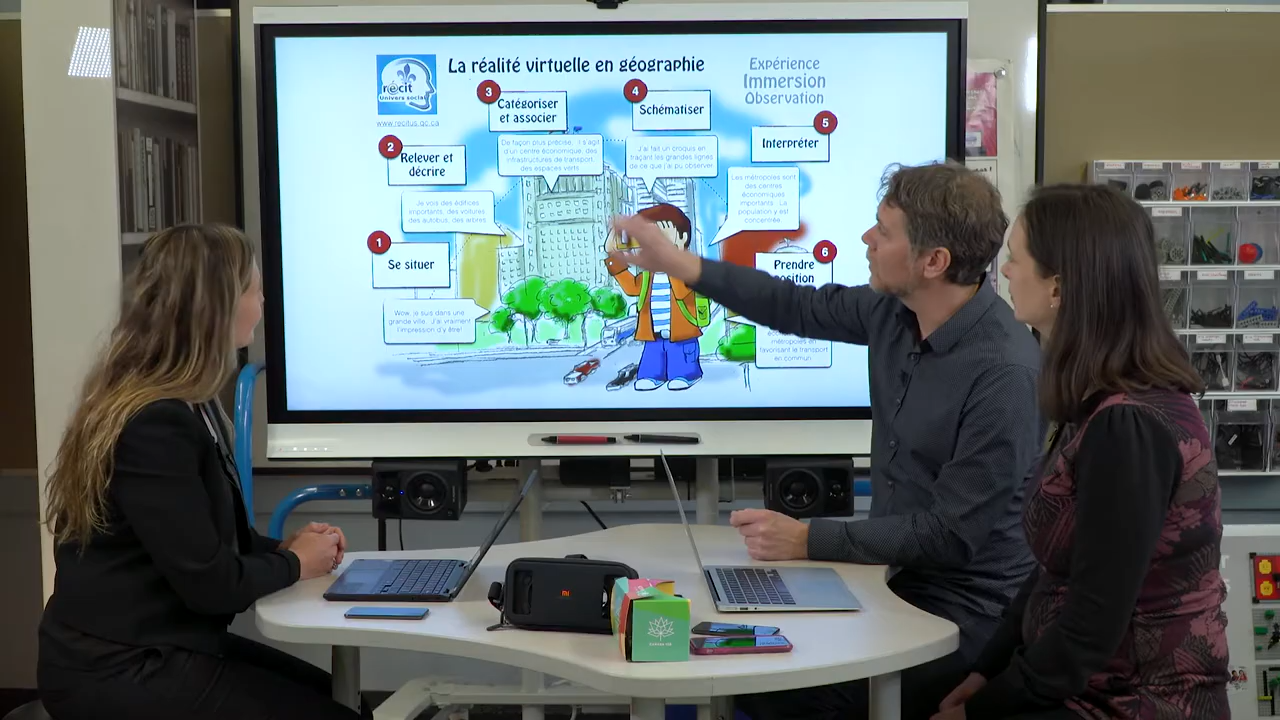 La réalité virtuelle en géographie
Expérience
Immersion
Observation
récit
Univers social
www.recitus.qc.ca
1
Se situer
Wow, je suis dans une
grande ville. J'ai vraiment
l'impression d'y être!
2
Relever et
décrire
Je vois des édifices
importants, des voitures,
des autobus, des arbres.
3
Catégoriser
et associer
De façon plus précise, il s'agit
d'un centre économique, des
infrastructures de transport,
des espaces verts.
4
Schématiser
J'ai fait un croquis en
traçant les grandes lignes
de ce que j'ai pu observer.
5
Interpréter
Les métropoles sont
des centres
économiques
importants. La
population y est
concentrée.
6
Prendre
position
métropoles en
favorisant le transport
en commun.
mi